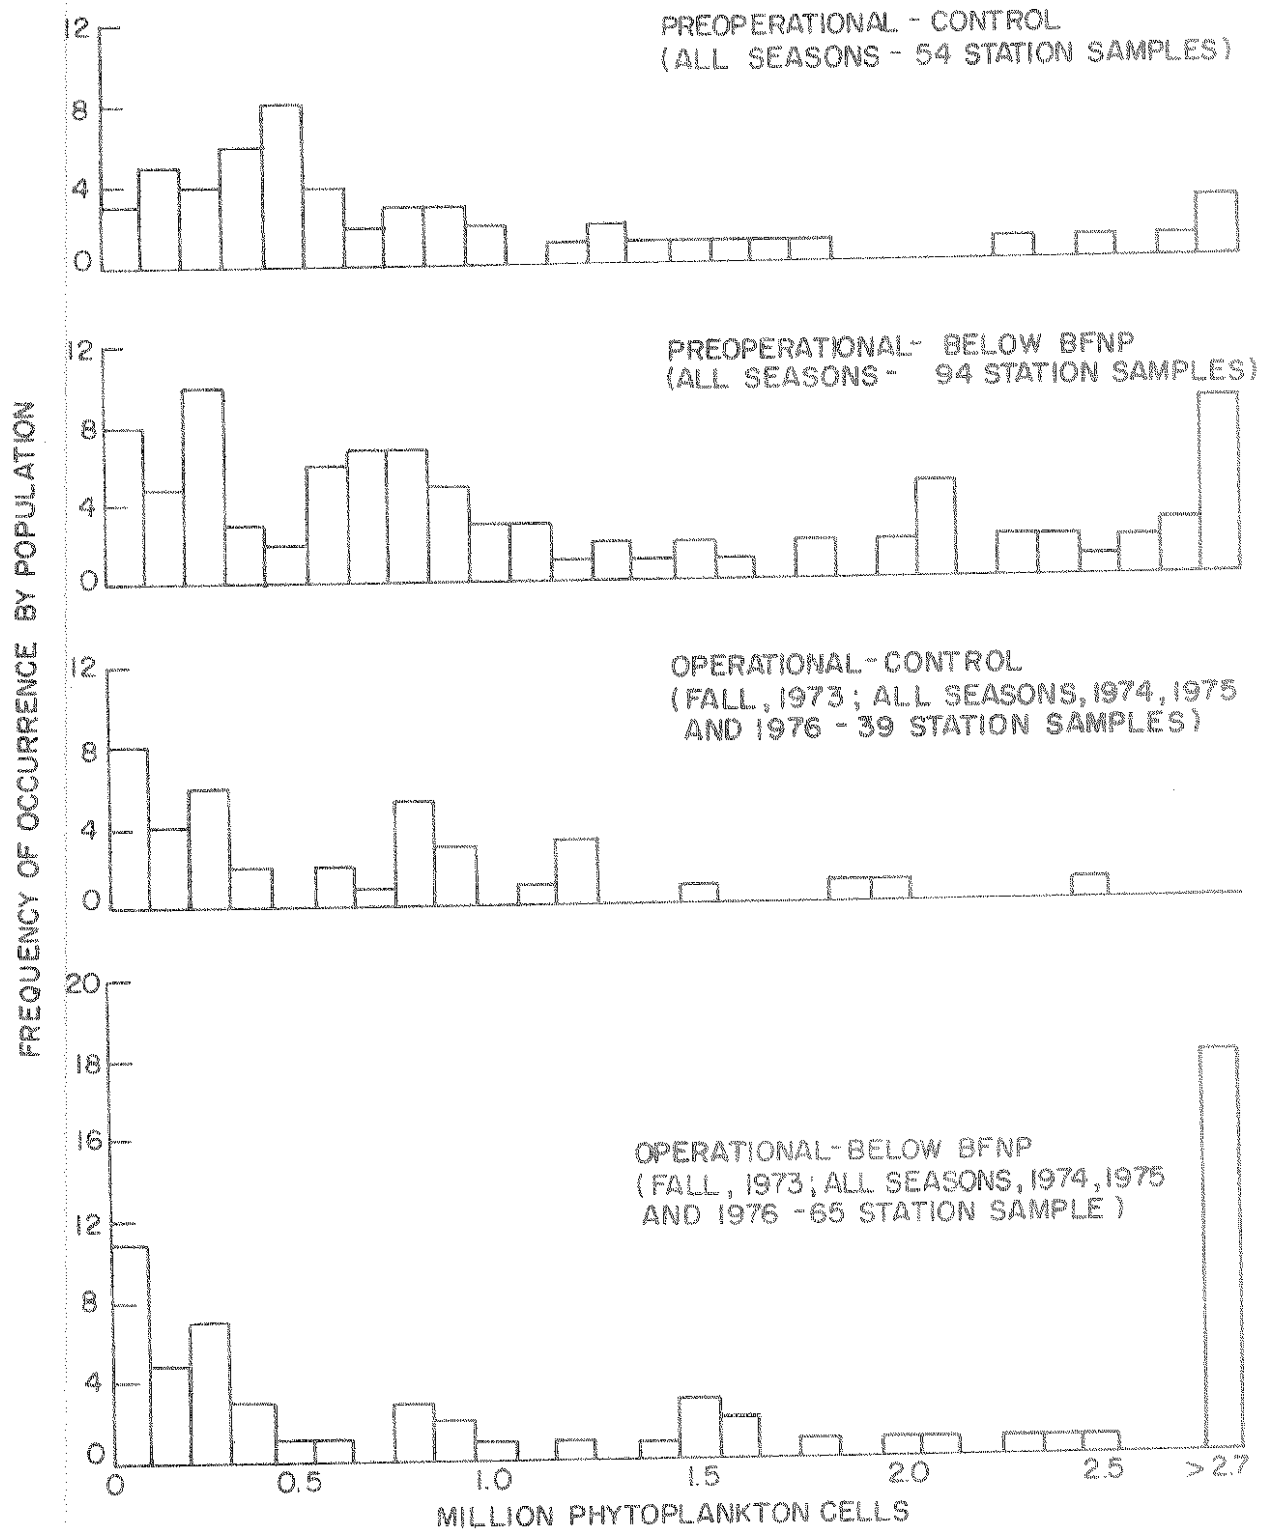 12
8
4
0
PREOPERATIONAL - CONTROL
(ALL SEASONS - 54 STATION SAMPLES)
12
8
4
0
PREOPERATIONAL- BELOW BFNP
(ALL SEASONS- 94 STATION SAMPLES)
12
8
4
0
OPERATIONAL-CONTROL
(FALL, 1973; ALL SEASONS, 1974, 1975
AND 1976 - 39 STATION SAMPLES)
20
18
16
12
8
4
0
OPERATIONAL-BELOW BFNP
(FALL, 1973; ALL SEASONS, 1974, 1975
AND 1976 -65 STATION SAMPLE)
0 0.5 1.0 1.5 2.0 2.5 >2.7
MILLION PHYTOPLANKTON CELLS
FREQUENCY OF OCCURRENCE BY POPULATION